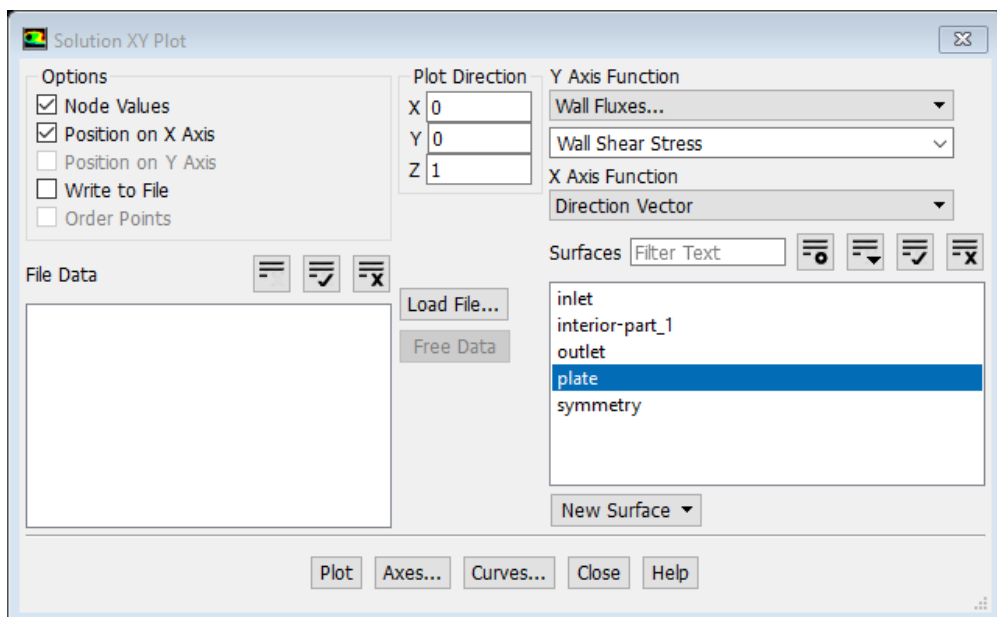 Solution XY Plot
Options
Node Values
Position on X Axis
Position on Y Axis
Write to File
Order Points
Plot Direction
X 0
Y 0
Z 1
Y Axis Function
Wall Fluxes...
Wall Shear Stress
X Axis Function
Direction Vector
File Data
Load File...
Free Data
Surfaces Filter Text
inlet
interior-part_1
outlet
plate
symmetry
New Surface
Plot Axes... Curves... Close Help